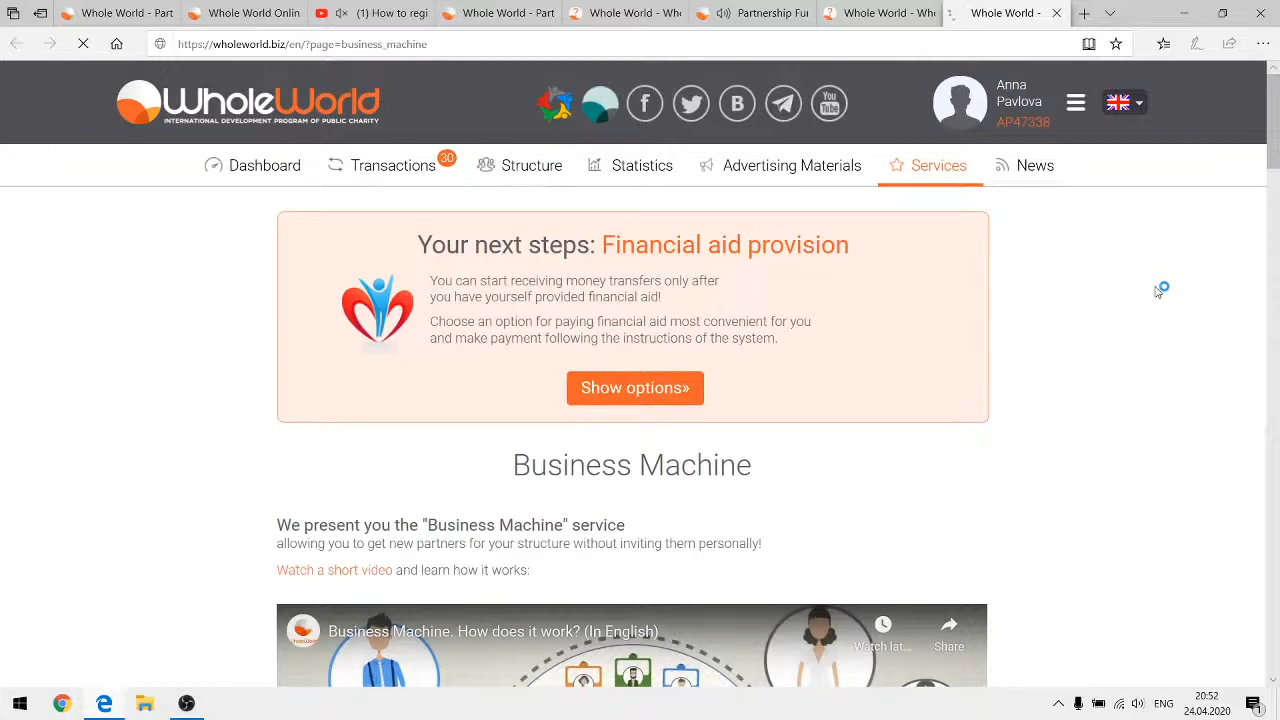 Whole World - Part
Whole World - Part
How to regi
Whole World - Part
Whole World - W
Partnership Fu
Whole World - W
Whole World -
https://wholeworld.biz/en/?page=business_machine
WHOLEWORLD
INTERNATIONAL DEVELOPMENT PROGRAM OF PUBLIC CHARITY
f
B
You
Tube
Anna
Pavlova
AP47338
Dashboard
Transactions 30
Structure
Statistics
Advertising Materials
Services
News
Your next steps: Financial aid provision
You can start receiving money transfers only after
you have yourself provided financial aid!
Choose an option for paying financial aid most convenient for you
and make payment following the instructions of the system.
Show options»
Business Machine
We present you the "Business Machine" service
allowing you to get new partners for your structure without inviting them personally!
Watch a short video and learn how it works:
Business Machine. How does it work? (In English)
Watch lat...
Share
ENG
20:52
24.04.2020
1